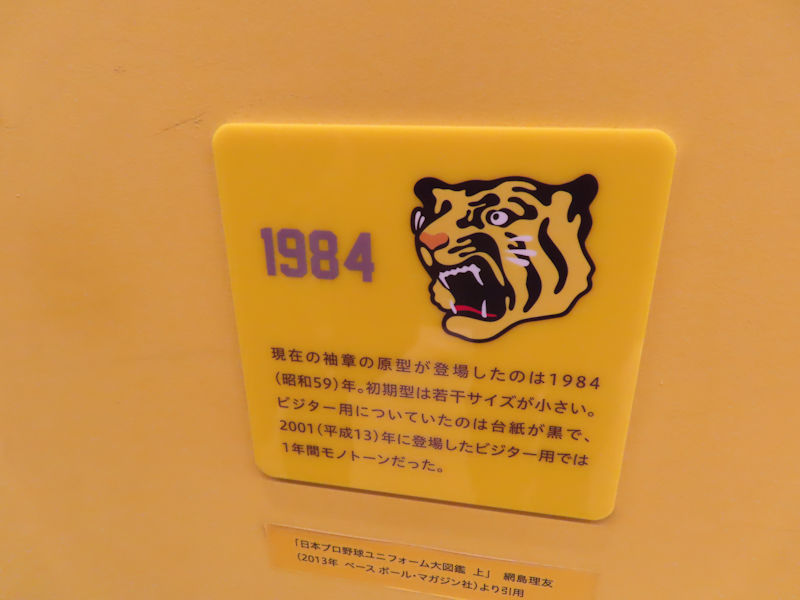 1984
現在の袖章の原型が登場したのは1984
(昭和59)年。初期型は若干サイズが小さい。
ビジター用についていたのは台紙が黒で、
2001(平成13)年に登場したビジター用では
1年間モノトーンだった。
「日本プロ野球ユニフォーム大図鑑 上」 綱島理友
(2013年 ベースボール・マガジン社)より引用